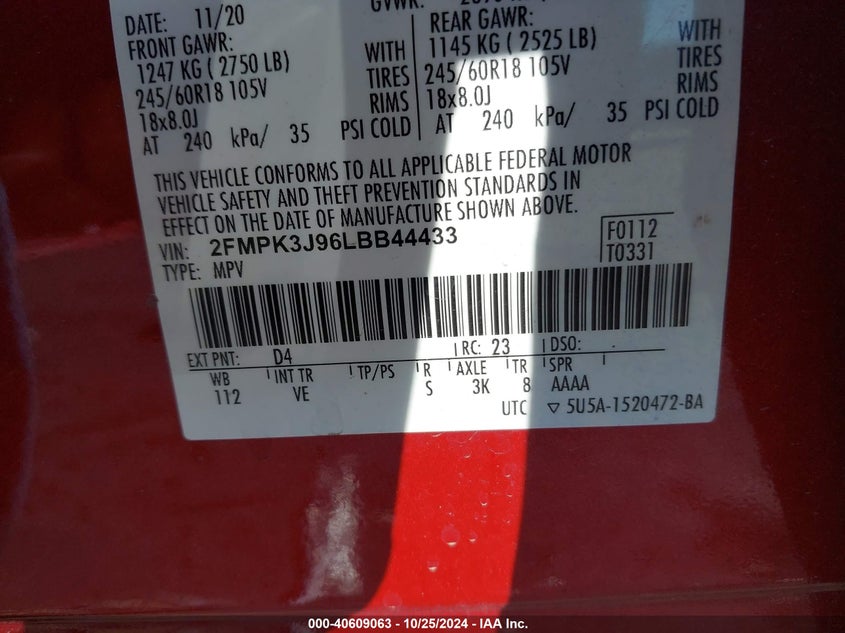 DATE: 11/20
GVWR:
FRONT GAWR:
1247 KG ( 2750 LB) WITH
245/60R18 105V TIRES
18x8.0J RIMS
AT 240 kPa/ 35 PSI COLD
REAR GAWR:
1145 KG ( 2525 LB) WITH
245/60R18 105V TIRES
18x8.0J RIMS
AT 240 kPa/ 35 PSI COLD
THIS VEHICLE CONFORMS TO ALL APPLICABLE FEDERAL MOTOR
VEHICLE SAFETY AND THEFT PREVENTION STANDARDS IN
EFFECT ON THE DATE OF MANUFACTURE SHOWN ABOVE.
VIN: 2FMPK3J96LBB44433
TYPE: MPV
F0112
T0331
EXT PNT: D4 RC: 23 DSO:
WB INT TR TP/PS R AXLE TR SPR
112 VE S 3K 8 AAAA
UTC ▽ 5U5A-1520472-BA
000-40609063 - 10/25/2024 - IAA Inc.